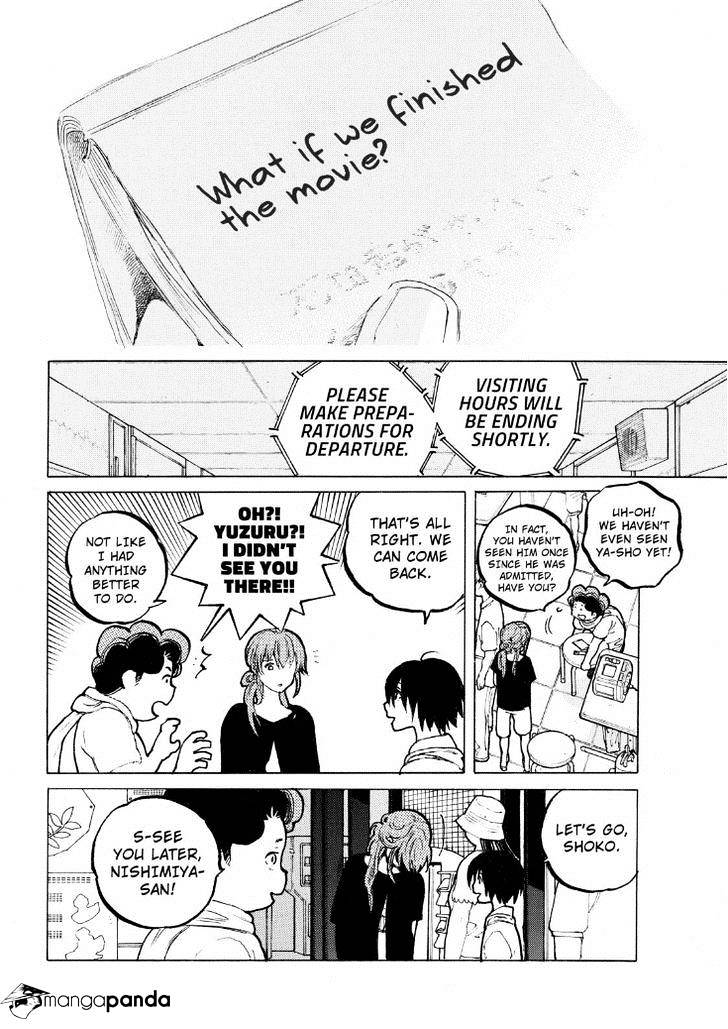 What if we finished
the movie?
VISITING
HOURS WILL
BE ENDING
SHORTLY.
PLEASE
MAKE PREPA-
RATIONS FOR
DEPARTURE.
UH-OH!
WE HAVEN'T
EVEN SEEN
YA-SHO YET!
IN FACT,
YOU HAVEN'T
SEEN HIM ONCE
SINCE HE WAS
ADMITTED,
HAVE YOU?
THAT'S ALL
RIGHT. WE
CAN COME
BACK.
OH?!
YUZURU?!
I DIDN'T
SEE YOU
THERE!!
NOT LIKE
I HAD
ANYTHING
BETTER
TO DO.
LET'S GO,
SHOKO.
S-SEE
YOU LATER,
NISHIMIYA-
SAN!
mangapanda